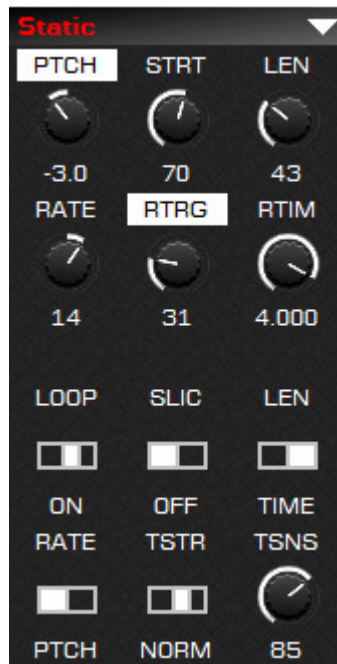 Static
PTCH STRT LEN
-3.0 70 43
RATE RTRG RTIM
14 31 4.000
LOOP SLIC LEN
ON OFF TIME
RATE TSTR TSNS
PTCH NORM 85